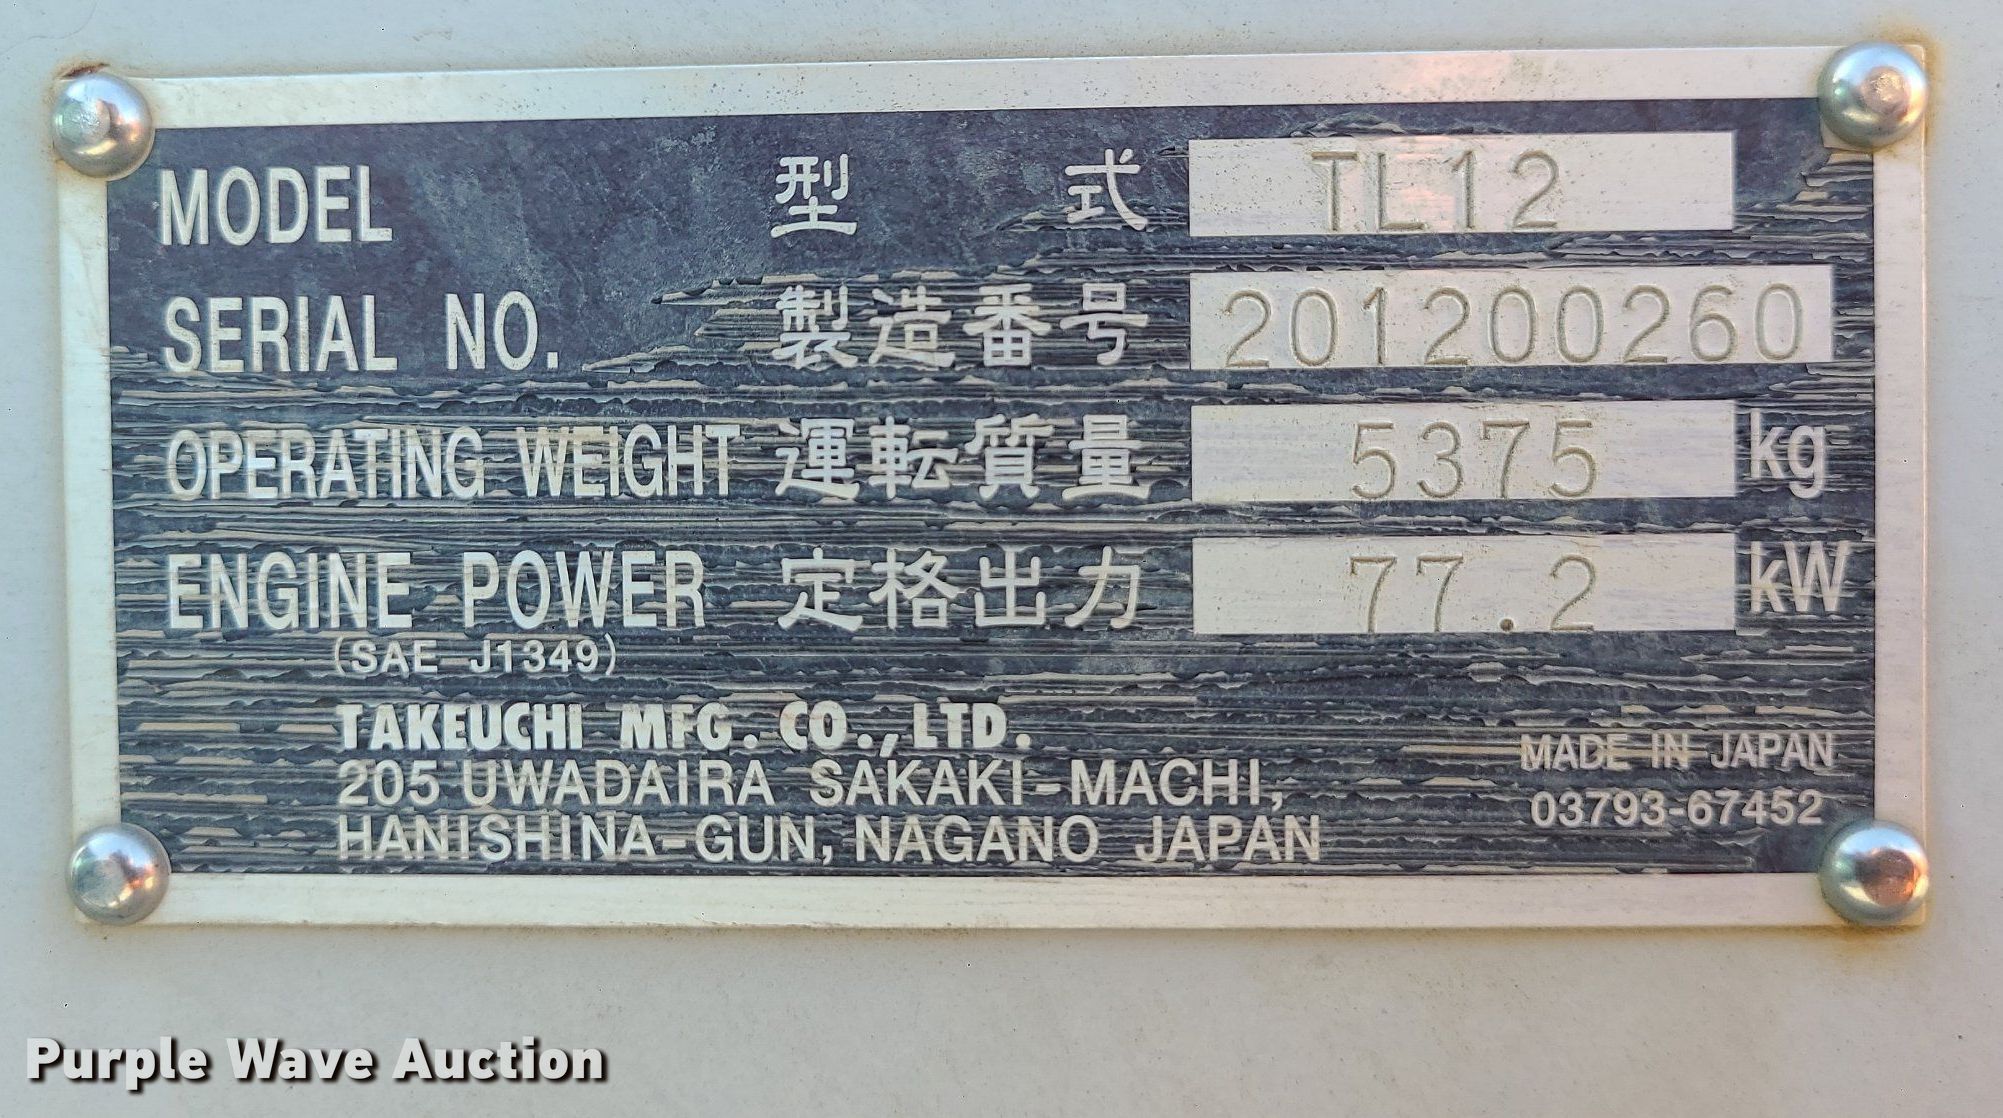 MODEL 型 式 TL12
SERIAL NO. 製造番号 201200260
OPERATING WEIGHT 運転質量 5375 kg
ENGINE POWER 定格出力 77.2 kW
(SAE J1349)
TAKEUCHI MFG. CO., LTD.
205 UWADAIRA SAKAKI-MACHI,
HANISHINA-GUN, NAGANO JAPAN
MADE IN JAPAN
03793-67452
Purple Wave Auction